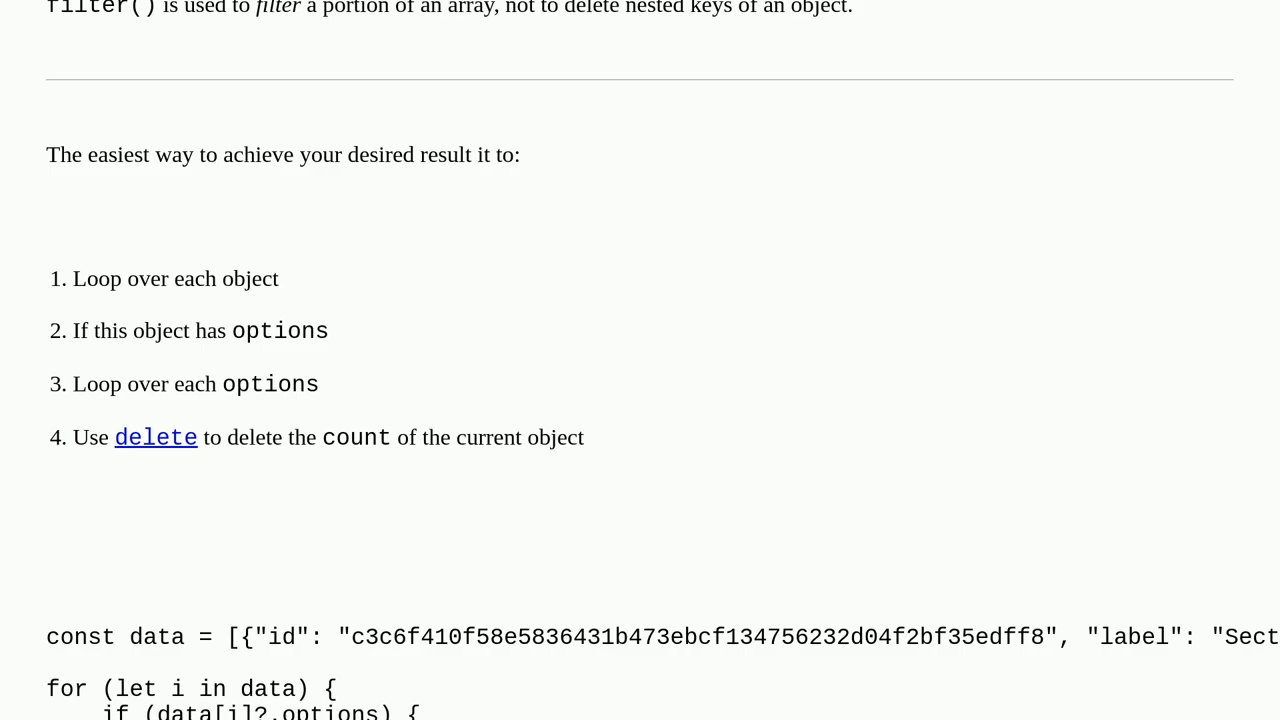 filter() is used to filter a portion of an array, not to delete nested keys of an object.
The easiest way to achieve your desired result it to:
1. Loop over each object
2. If this object has options
3. Loop over each options
4. Use delete to delete the count of the current object
const data = [{"id": "c3c6f410f58e5836431b473ebcf134756232d04f2bf35edff8", "label": "Sect
for (let i in data) {
if (data[i]?.options) {